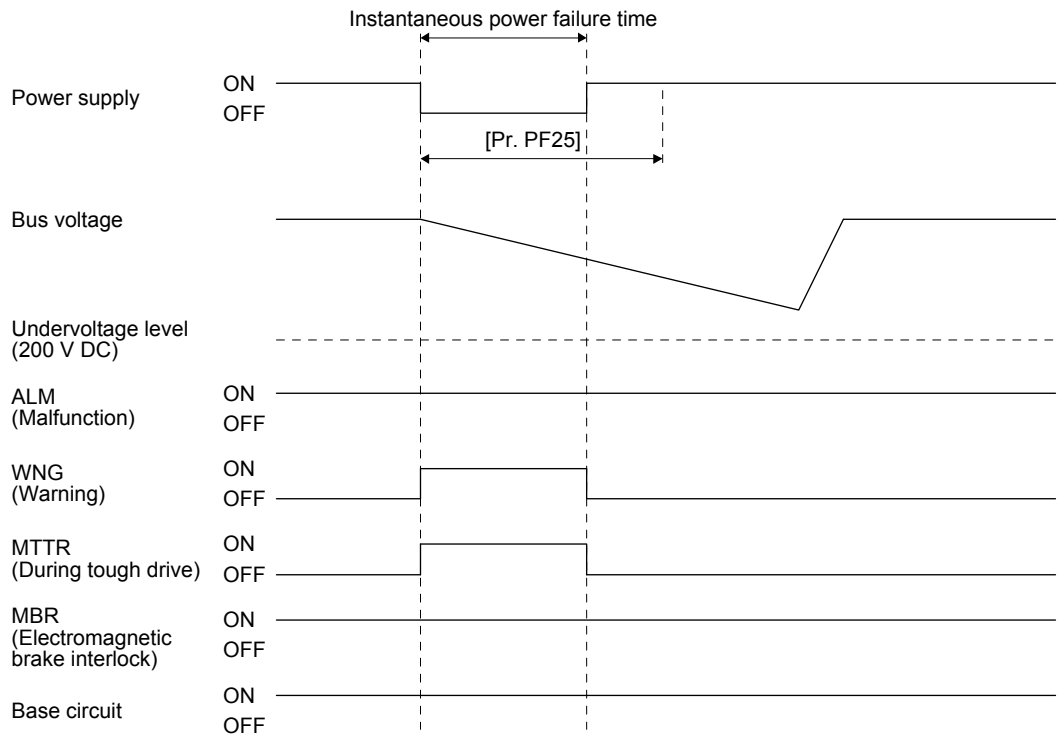 Instantaneous power failure time
Power supply
ON
OFF
[Pr. PF25]
Bus voltage
Undervoltage level
(200 V DC)
ALM
(Malfunction)
ON
OFF
WNG
(Warning)
ON
OFF
MTTR
(During tough drive)
ON
OFF
MBR
(Electromagnetic
brake interlock)
ON
OFF
Base circuit
ON
OFF